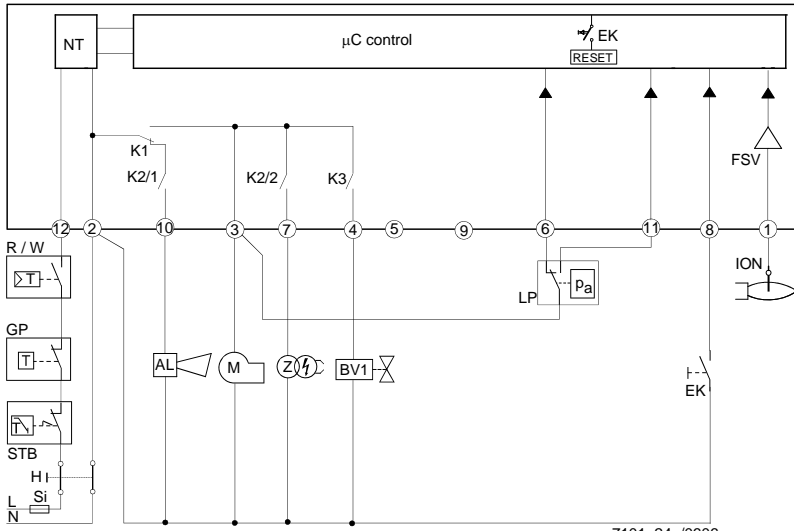 NT
μC control
EK
RESET
FSV
K1
K2/1
K2/2
K3
12
2
10
3
7
4
5
9
6
11
8
1
R / W
T
ION
LP
pa
GP
T
AL
M
Z
BV1
EK
T
STB
H
L
Si
N